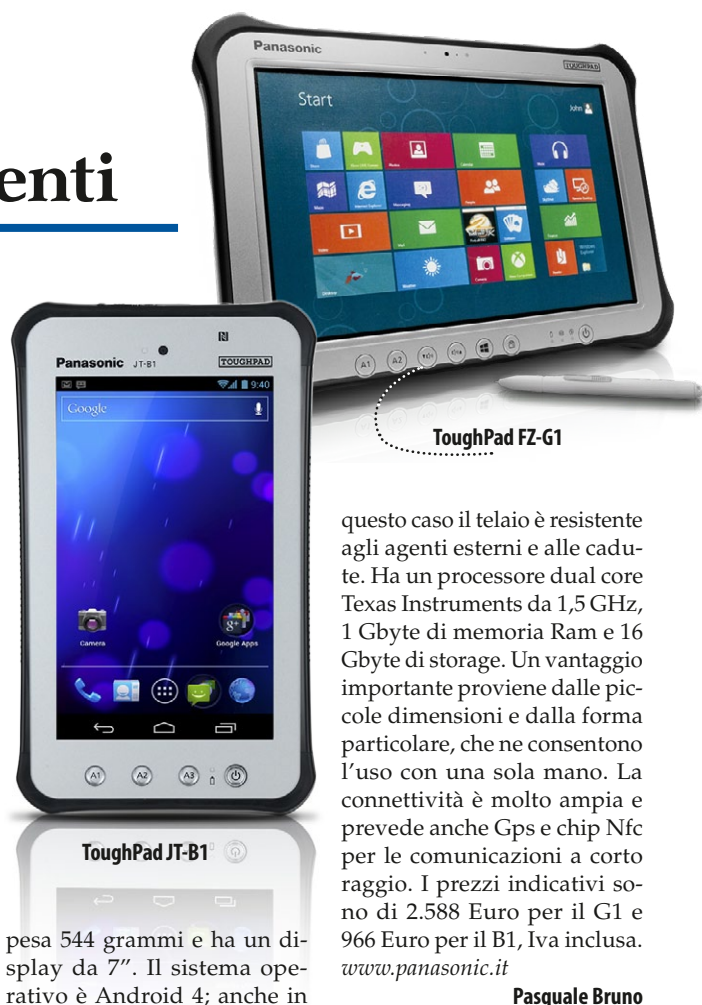 enti
Panasonic
TOUGHPAD
Start
John
A1 A2
ToughPad FZ-G1
Panasonic JT-B1
TOUGHPAD
9:40
Google
Camera
Google Apps
A1 A2 A3
ToughPad JT-B1
pesa 544 grammi e ha un di-
splay da 7”. Il sistema ope-
rativo è Android 4; anche in
questo caso il telaio è resistente
agli agenti esterni e alle cadu-
te. Ha un processore dual core
Texas Instruments da 1,5 GHz,
1 Gbyte di memoria Ram e 16
Gbyte di storage. Un vantaggio
importante proviene dalle pic-
cole dimensioni e dalla forma
particolare, che ne consentono
l’uso con una sola mano. La
connettività è molto ampia e
prevede anche Gps e chip Nfc
per le comunicazioni a corto
raggio. I prezzi indicativi so-
no di 2.588 Euro per il G1 e
966 Euro per il B1, Iva inclusa.
www.panasonic.it
Pasquale Bruno